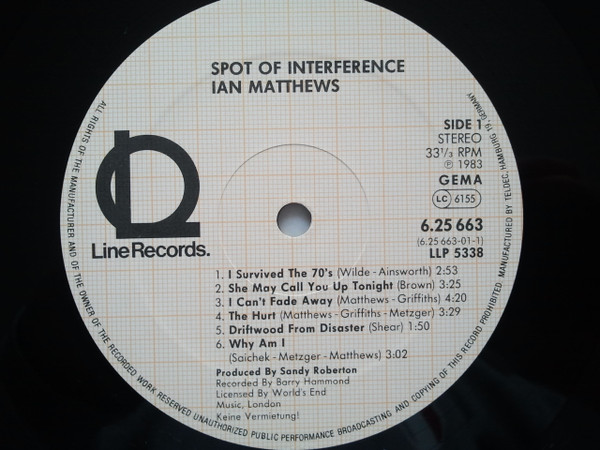 SPOT OF INTERFERENCE
IAN MATTHEWS
SIDE 1
STEREO
33 1/3 RPM
℗ 1983
GEMA
LC 6155
6.25 663
(6.25 663-01-1)
LLP 5338
Line Records.
1. I Survived The 70's (Wilde - Ainsworth) 2:53
2. She May Call You Up Tonight (Brown) 3:25
3. I Can't Fade Away (Matthews - Griffiths) 4:20
4. The Hurt (Matthews - Griffiths - Metzger) 3:29
5. Driftwood From Disaster (Shear) 1:50
6. Why Am I
(Saichek - Metzger - Matthews) 3:02
Produced By Sandy Roberton
Recorded By Barry Hammond
Licensed By World's End
Music, London
Keine Vermietung!
ALL RIGHTS OF THE MANUFACTURER AND OF THE OWNER OF THE RECORDED WORK RESERVED UNAUTHORIZED PUBLIC PERFORMANCE BROADCASTING AND COPYING OF THIS RECORD PROHIBITED. MANUFACTURED BY TELDEC, HAMBURG 19, GERMANY